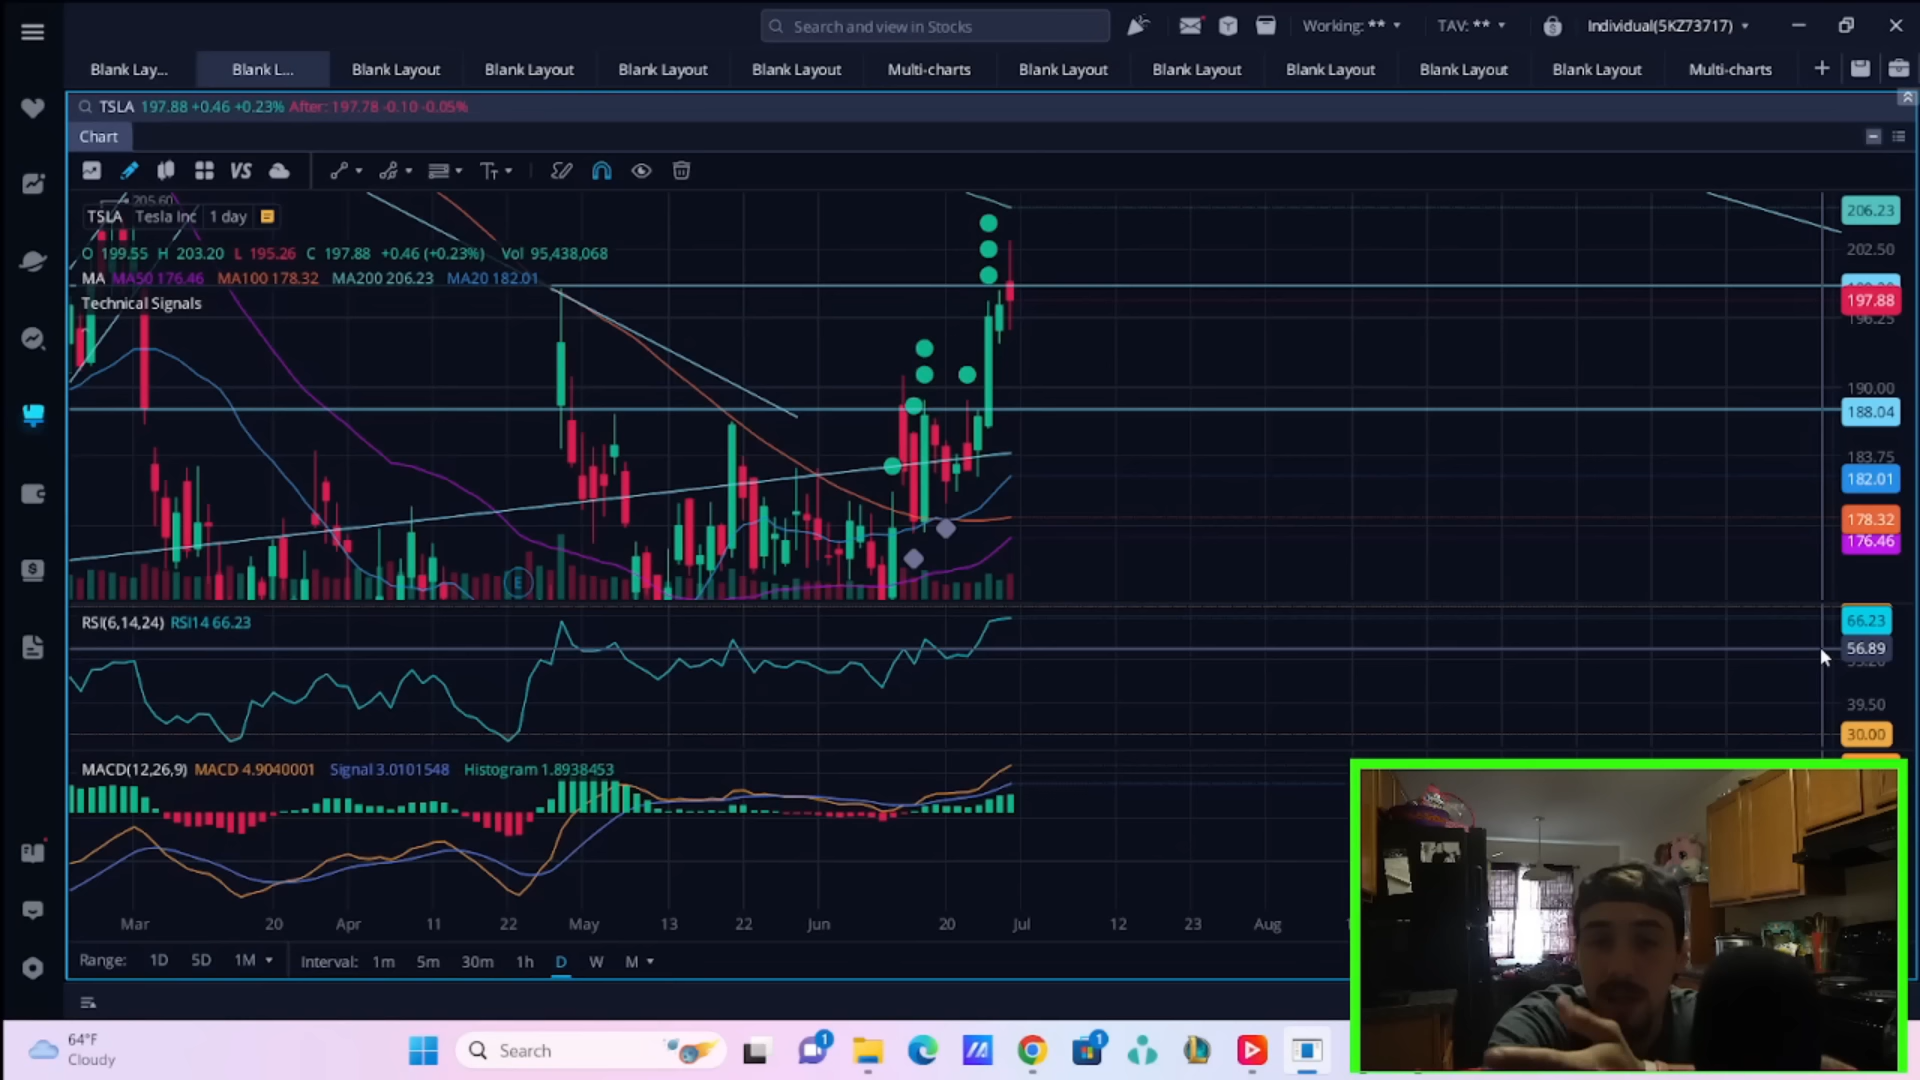 Search and view in Stocks
Working: **
TAV: **
Individual(5KZ73717)
Blank Lay...
Blank L...
Blank Layout
Blank Layout
Blank Layout
Blank Layout
Multi-charts
Blank Layout
Blank Layout
Blank Layout
Blank Layout
Blank Layout
Multi-charts
TSLA 197.88 +0.46 +0.23% After: 197.78 -0.10 -0.05%
Chart
VS
205.60
TSLA Tesla Inc 1 day
O 199.55 H 203.20 L 195.26 C 197.88 +0.46 (+0.23%) Vol 95,438,068
MA MA50 176.46 MA100 178.32 MA200 206.23 MA20 182.01
Technical Signals
206.23
202.50
197.88
196.25
190.00
188.04
183.75
182.01
178.32
176.46
E
RSI(6,14,24) RSI14 66.23
66.23
56.89
39.50
30.00
MACD(12,26,9) MACD 4.9040001 Signal 3.0101548 Histogram 1.8938453
Mar 20 Apr 11 22 May 13 22 Jun 20 Jul 12 23 Aug
Range: 1D 5D 1M Interval: 1m 5m 30m 1h D W M
64°F
Cloudy
Search
1
1